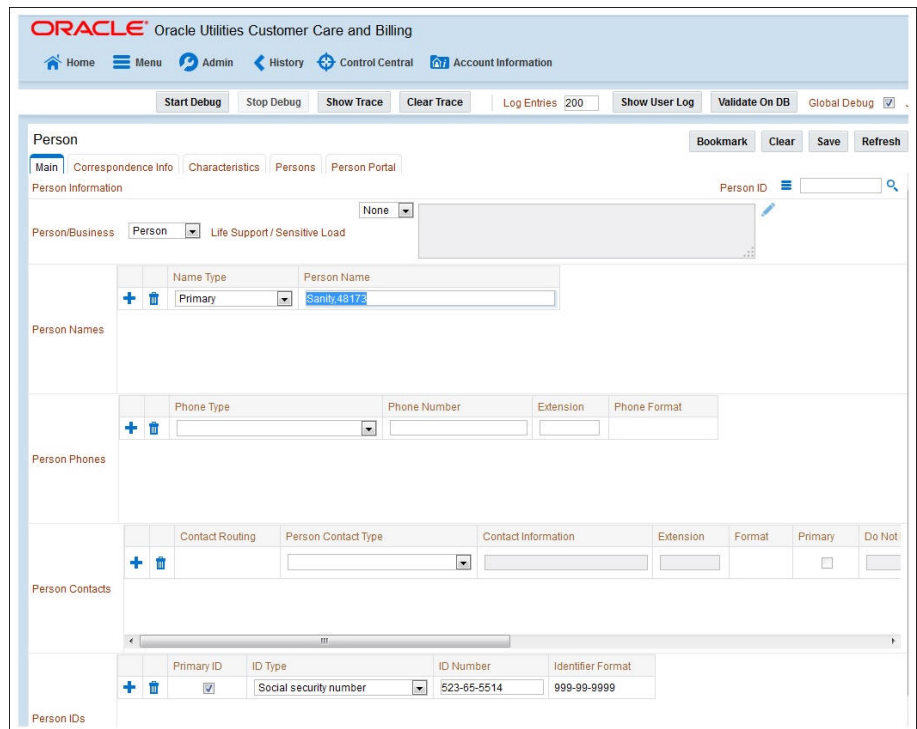 ORACLE® Oracle Utilities Customer Care and Billing
Home Menu Admin History Control Central Account Information
Start Debug Stop Debug Show Trace Clear Trace Log Entries 200 Show User Log Validate On DB Global Debug
Person Bookmark Clear Save Refresh
Main Correspondence Info Characteristics Persons Person Portal
Person Information Person ID
None
Person/Business Person Life Support / Sensitive Load
Name Type Person Name
Primary Sanity,48173
Person Names
Phone Type Phone Number Extension Phone Format
Person Phones
Contact Routing Person Contact Type Contact Information Extension Format Primary Do Not
Person Contacts
Primary ID ID Type ID Number Identifier Format
Social security number 523-65-5514 999-99-9999
Person IDs